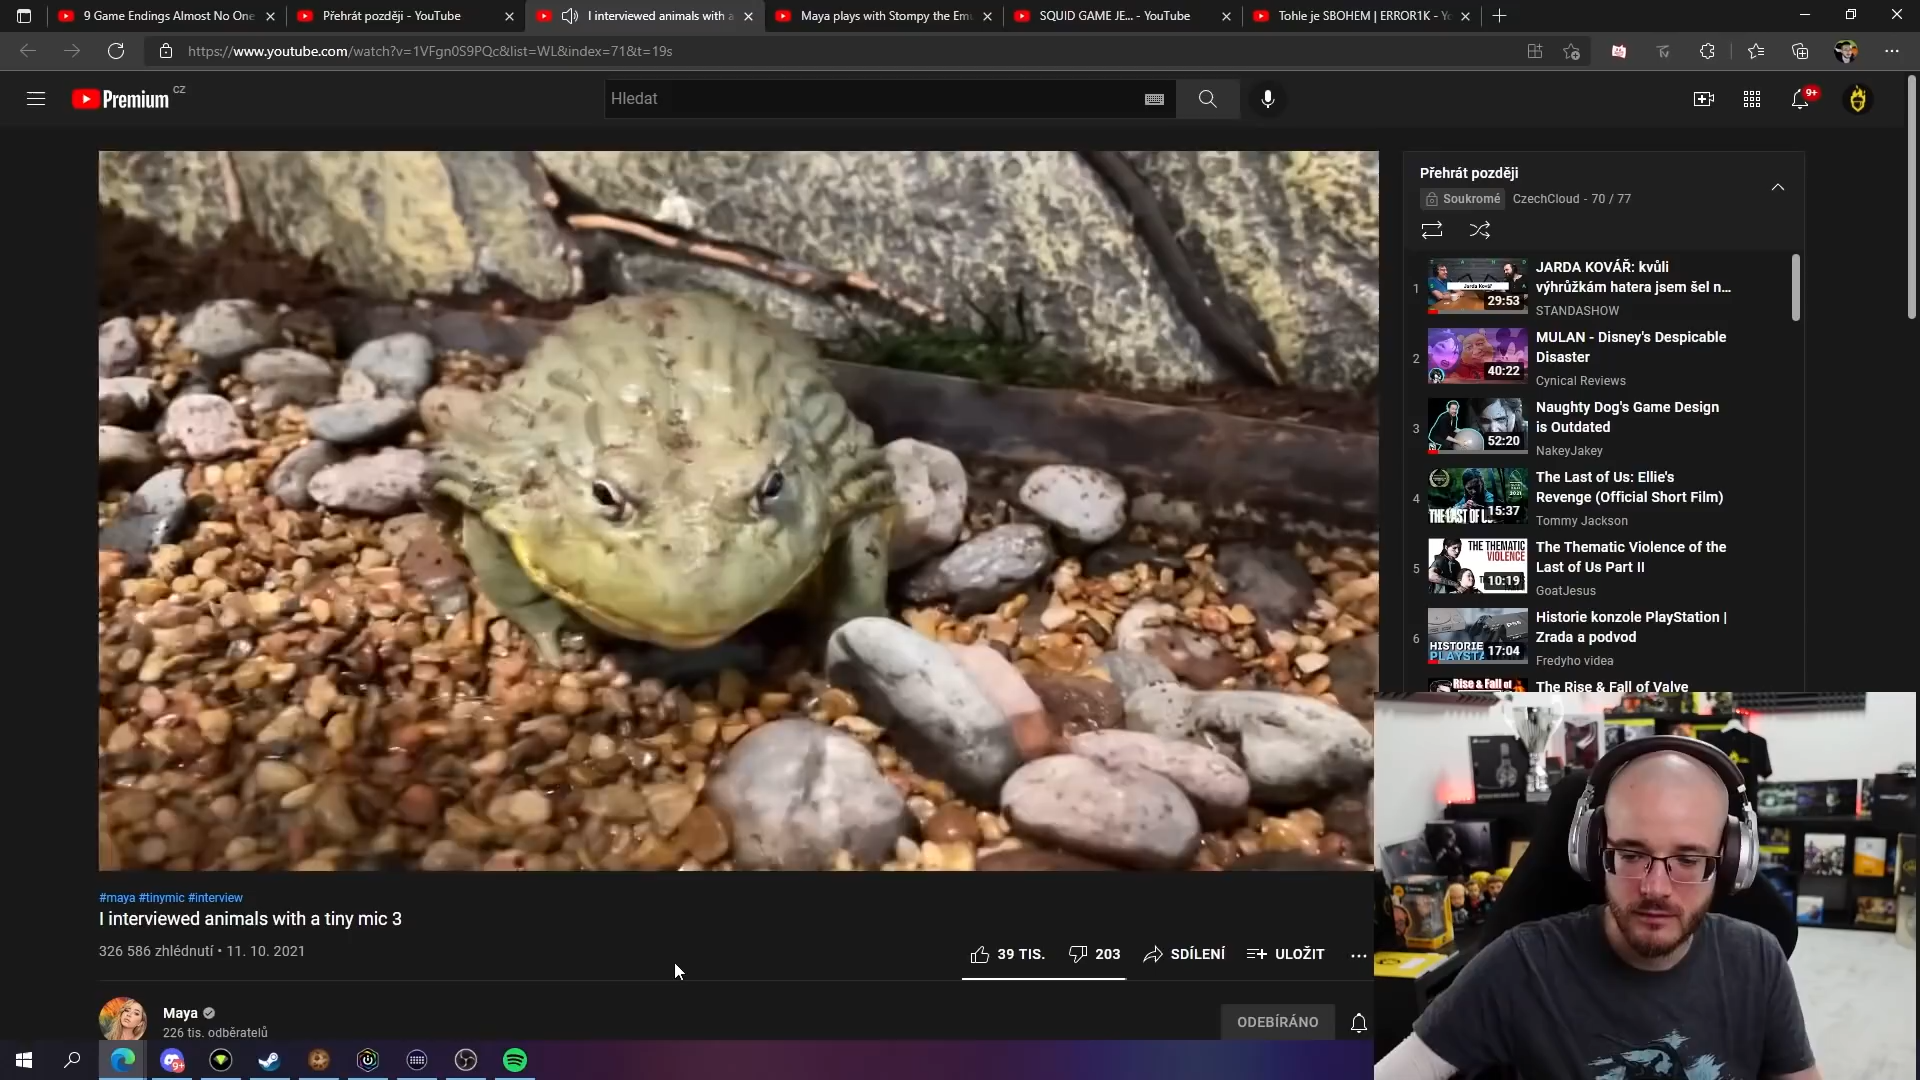 9 Game Endings Almost No One
Přehrát později - YouTube
I interviewed animals with a
Maya plays with Stompy the Emu
SQUID GAME JE... - YouTube
Tohle je SBOHEM | ERROR1K - Y
https://www.youtube.com/watch?v=1VFgn0S9PQc&list=WL&index=71&t=19s
Premium CZ
Hledat
9+
Přehrát později
Soukromé CzechCloud - 70 / 77
1
Jarda Kovář
29:53
JARDA KOVÁŘ: kvůli
výhrůžkám hatera jsem šel n...
STANDASHOW
2
40:22
MULAN - Disney's Despicable
Disaster
Cynical Reviews
3
52:20
Naughty Dog's Game Design
is Outdated
NakeyJakey
4
15:37
The Last of Us: Ellie's
Revenge (Official Short Film)
Tommy Jackson
5
THE THEMATIC
VIOLENCE
10:19
The Thematic Violence of the
Last of Us Part II
GoatJesus
6
HISTORIE
17:04
Historie konzole PlayStation |
Zrada a podvod
Fredyho videa
Rise & Fall of
The Rise & Fall of Valve
#maya #tinymic #interview
I interviewed animals with a tiny mic 3
326 586 zhlédnutí • 11. 10. 2021
39 TIS.
203
SDÍLENÍ
ULOŽIT
Maya
226 tis. odběratelů
ODEBÍRÁNO
9+